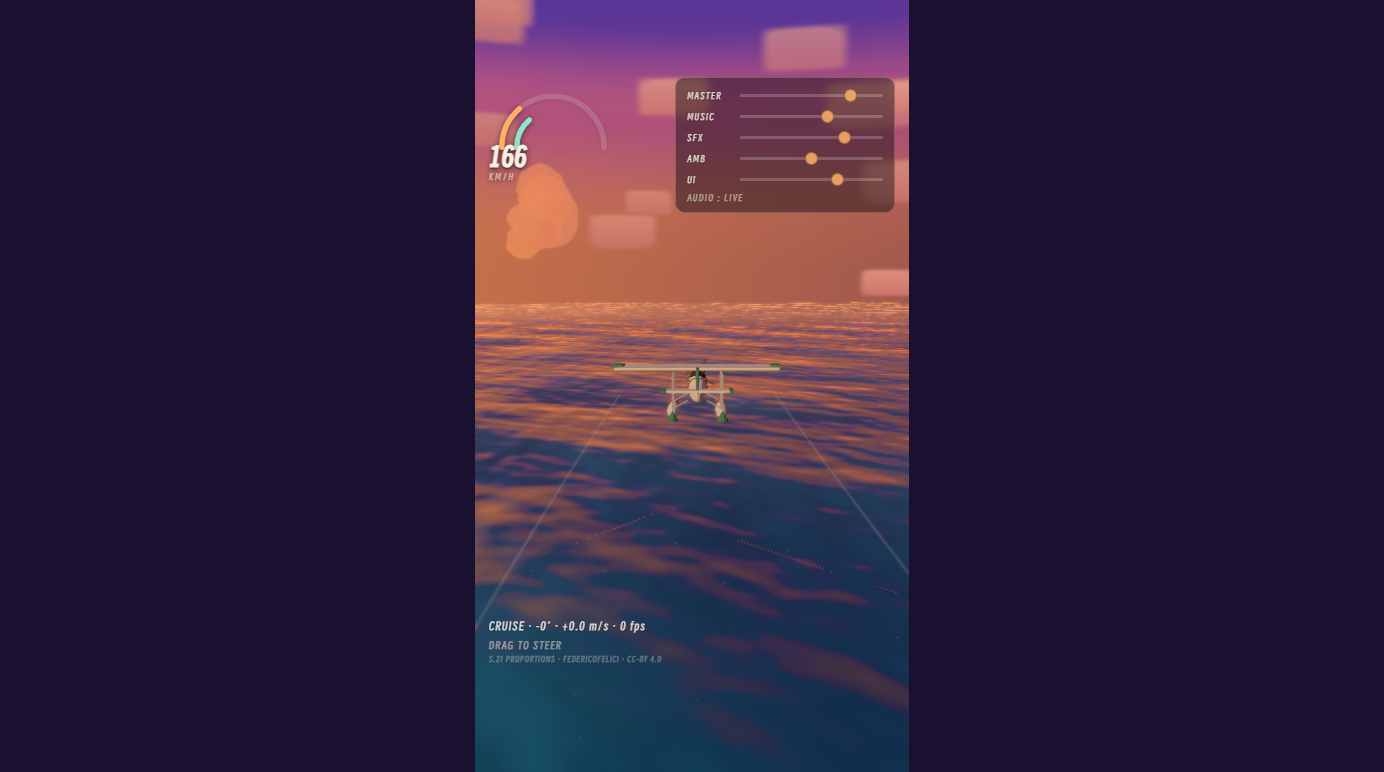 MASTER
MUSIC
SFX
AMB
UI
AUDIO : LIVE
166
KM/H
CRUISE · -0° · +0.0 m/s · 0 fps
DRAG TO STEER
S.21 PROPORTIONS · FEDERICOFELICI · CC-BY 4.0